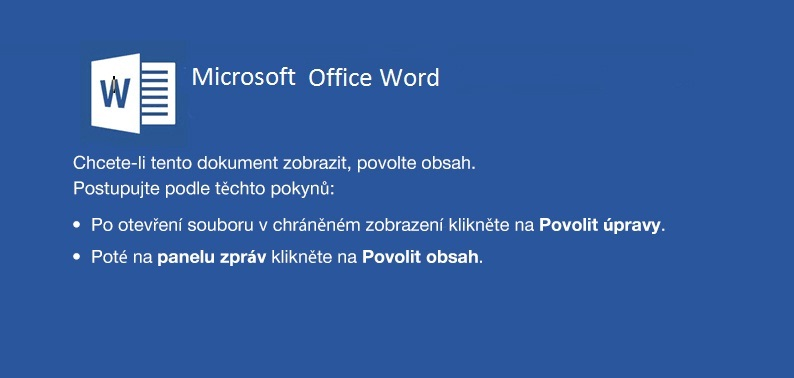 W
Microsoft Office Word
Chcete-li tento dokument zobrazit, povolte obsah.
Postupujte podle těchto pokynů:
• Po otevření souboru v chráněném zobrazení klikněte na Povolit úpravy.
• Poté na panelu zpráv klikněte na Povolit obsah.